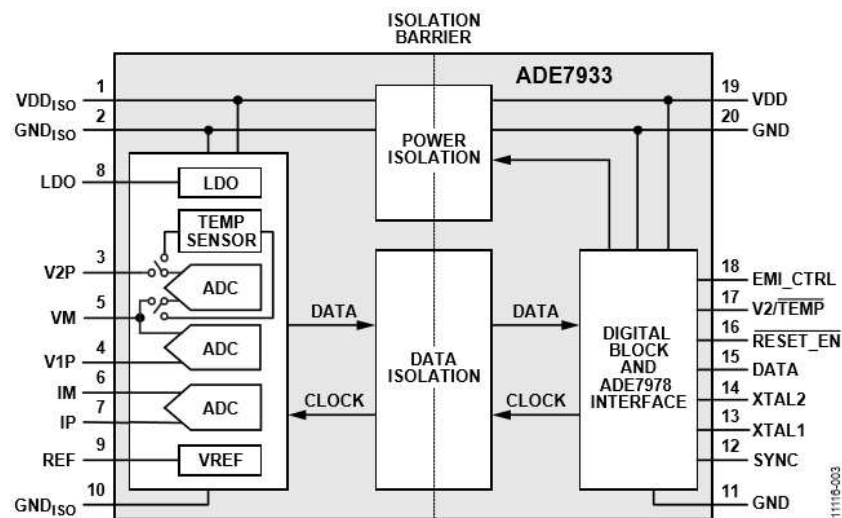 ISOLATION
BARRIER
ADE7933
1
VDDISO
2
GNDISO
19
VDD
20
GND
POWER
ISOLATION
8
LDO
LDO
TEMP
SENSOR
3
V2P
ADC
5
VM
4
V1P
ADC
6
IM
7
IP
ADC
9
REF
VREF
10
GNDISO
DATA
DATA
CLOCK
CLOCK
DATA
ISOLATION
DIGITAL
BLOCK
AND
ADE7978
INTERFACE
18
EMI_CTRL
17
V2/TEMP
16
RESET_EN
15
DATA
14
XTAL2
13
XTAL1
12
SYNC
11
GND
11116-003